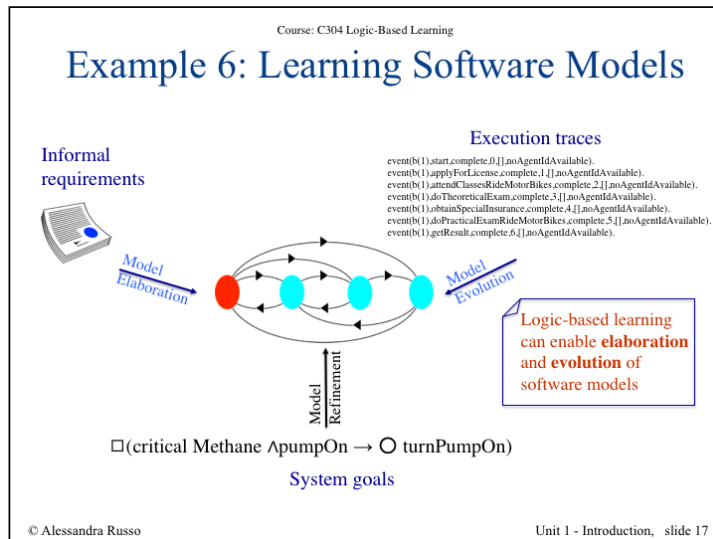 Course: C304 Logic-Based Learning
Example 6: Learning Software Models
Informal
requirements
Execution traces
event(b(1),start,complete,0,[],noAgentIdAvailable).
event(b(1),applyForLicense,complete,1,[],noAgentIdAvailable).
event(b(1),attendClassesRideMotorBikes,complete,2,[],noAgentIdAvailable).
event(b(1),doTheoreticalExam,complete,3,[],noAgentIdAvailable).
event(b(1),obtainSpecialInsurance,complete,4,[],noAgentIdAvailable).
event(b(1),doPracticalExamRideMotorBikes,complete,5,[],noAgentIdAvailable).
event(b(1),getResult,complete,6,[],noAgentIdAvailable).
Model
Elaboration
Model
Evolution
Logic-based learning
can enable elaboration
and evolution of
software models
Model
Refinement
□(critical Methane ∧pumpOn → ○ turnPumpOn)
System goals
© Alessandra Russo
Unit 1 - Introduction, slide 17